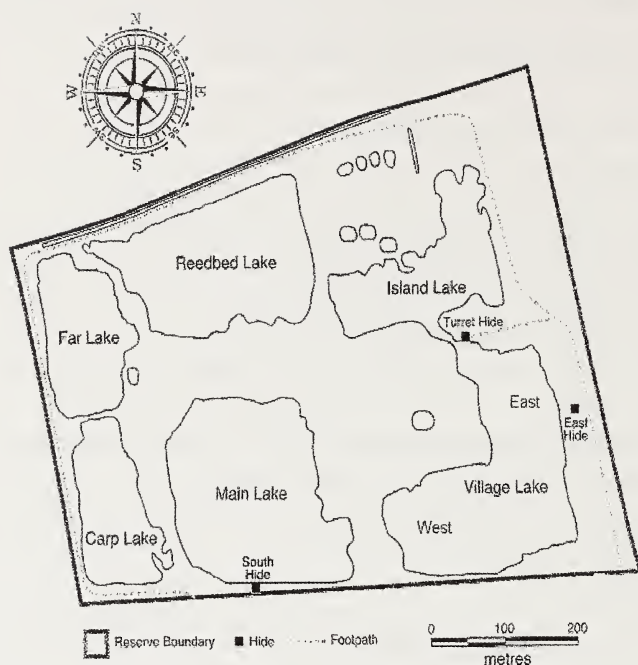 N
W
E
S
Reedbed Lake
Island Lake
Turret Hide
Far Lake
East
East
Hide
Main Lake
Village Lake
West
Carp Lake
South
Hide
Reserve Boundary
Hide
Footpath
0
100
200
metres